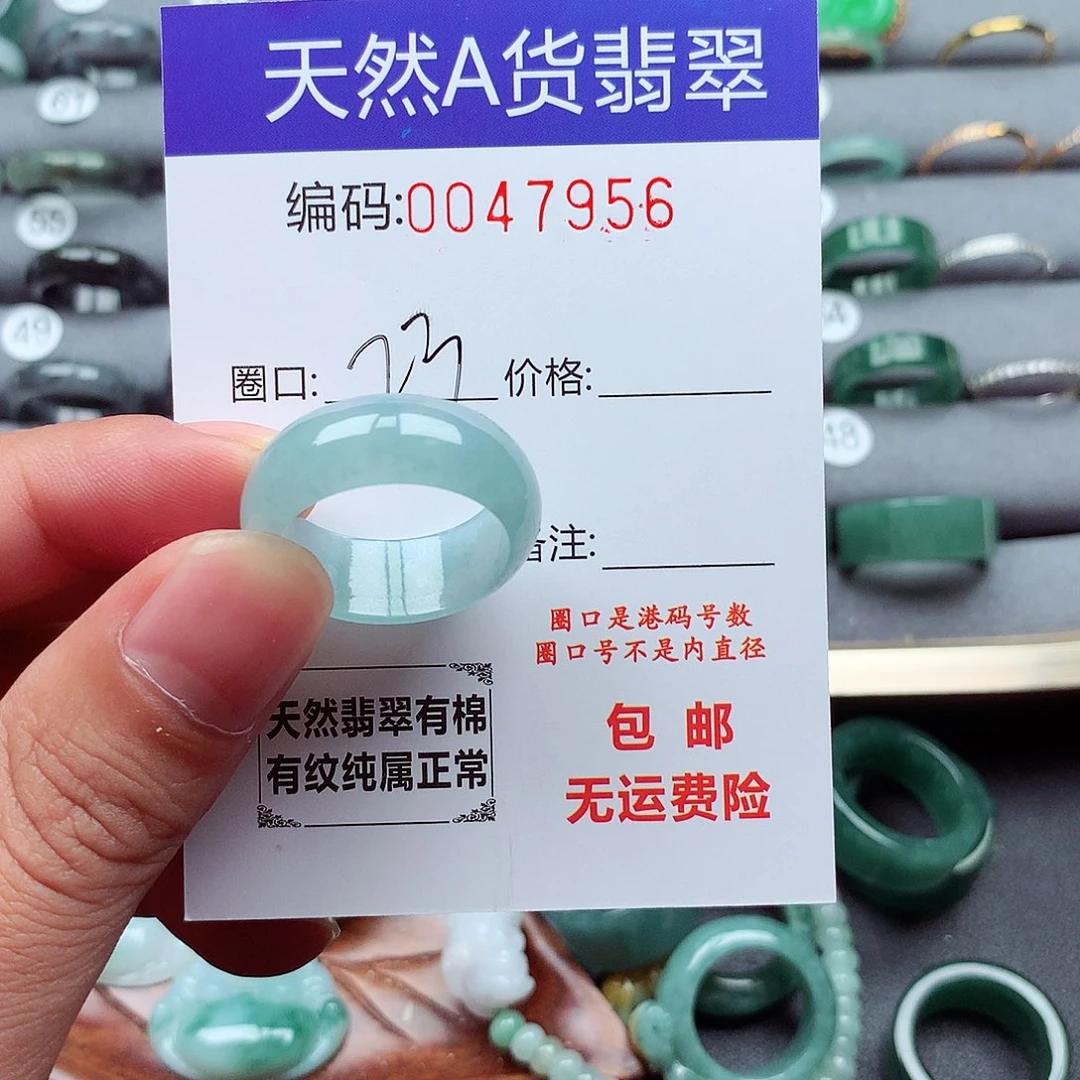 天然A货翡翠
编码:0047956
圈口: 价格:
备注:
圈口是港码号数
圈口号不是内直径
天然翡翠有棉
有纹纯属正常
包 邮
无运费险
49
48